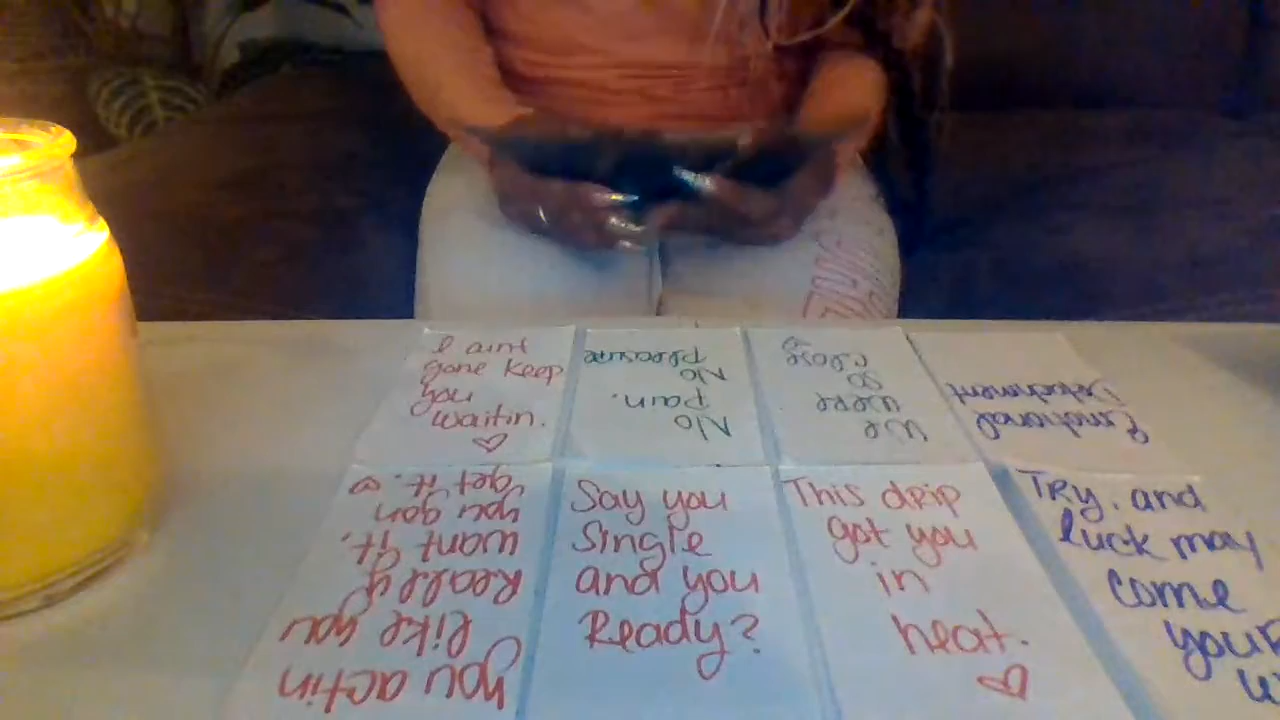 I aint
gone keep
you
waitin.
No
pain.
No
pleasure
We
were
so
close
Emotional
Detachment
You actin
like you
Really
want it.
you gon
get it.
Say you
Single
and you
Ready?
This drip
got you
in
heat.
Try. and
luck may
come